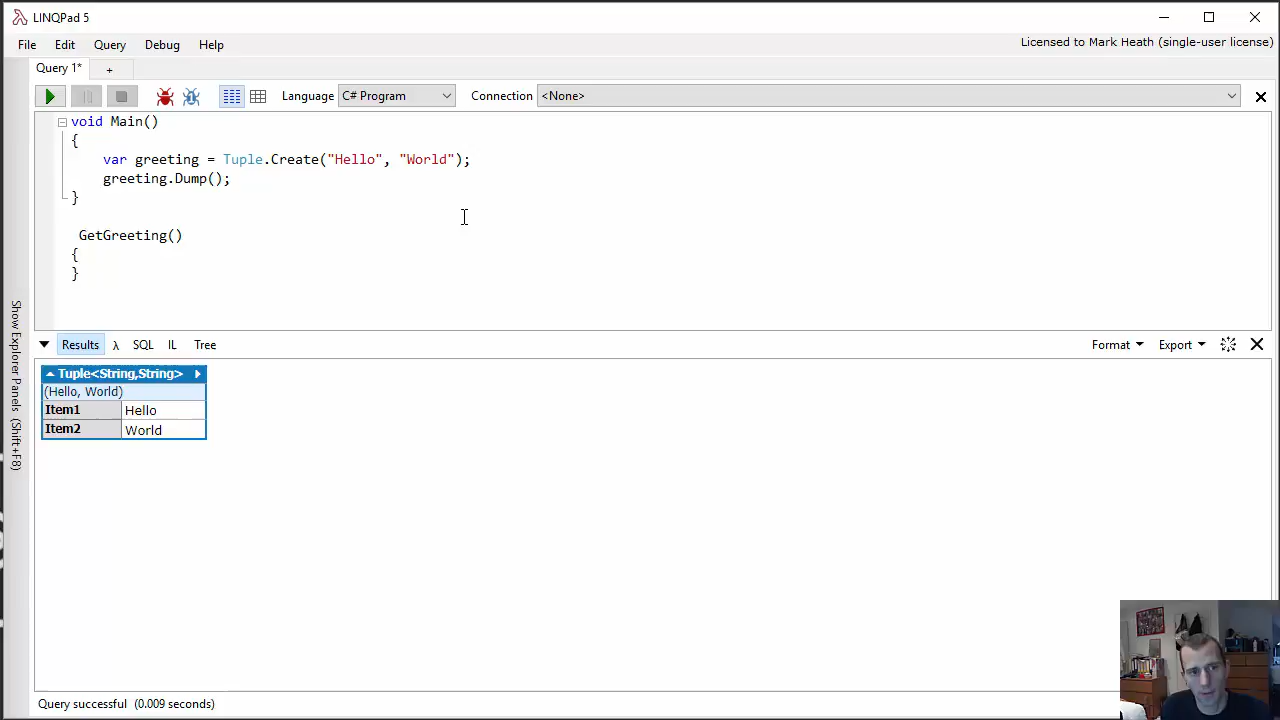 LINQPad 5
File Edit Query Debug Help
Licensed to Mark Heath (single-user license)
Query 1* +
Language C# Program Connection <None>
void Main()
{
var greeting = Tuple.Create("Hello", "World");
greeting.Dump();
}
GetGreeting()
{
}
Show Explorer Panels (Shift+F8)
Results λ SQL IL Tree
Format Export
Tuple<String,String>
(Hello, World)
Item1 Hello
Item2 World
Query successful (0.009 seconds)